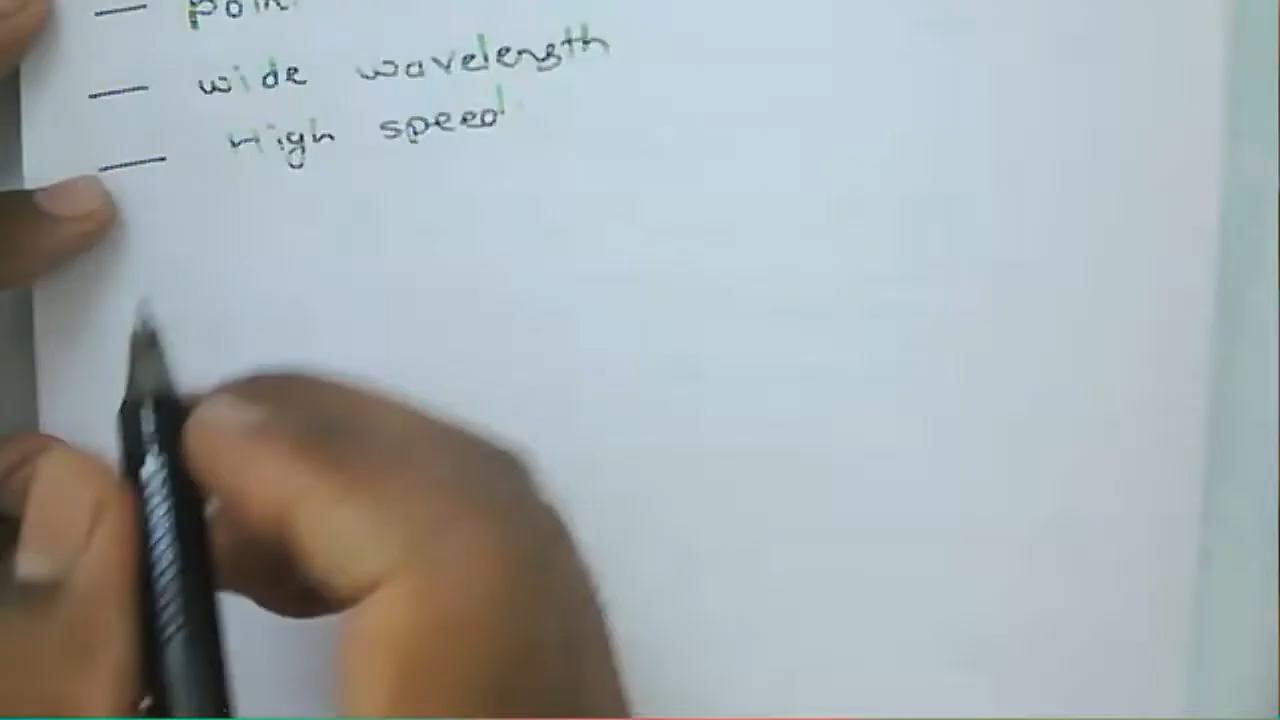 — wide wavelength
— High speed